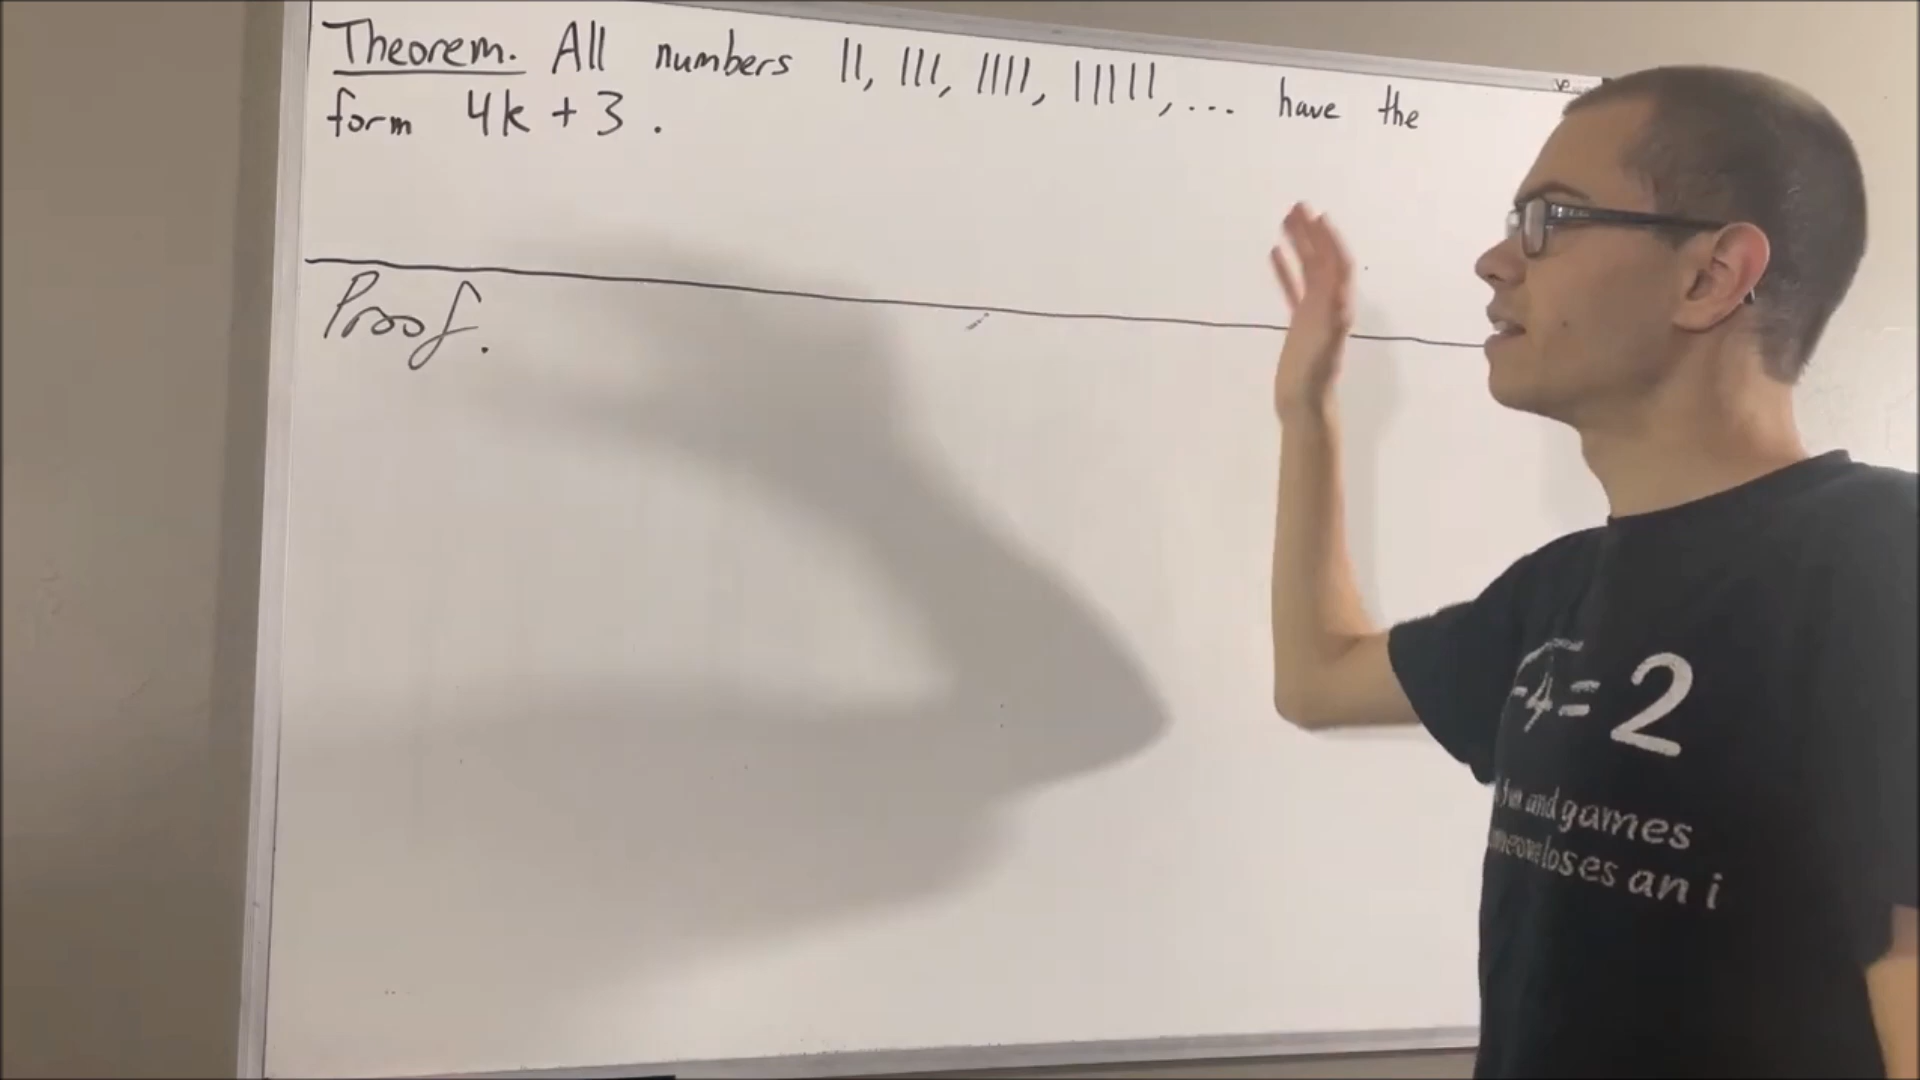 Theorem. All numbers 11, 111, 1111, 11111, ... have the
form 4k + 3.
Proof.
-4 = 2
fun and games
loses an i